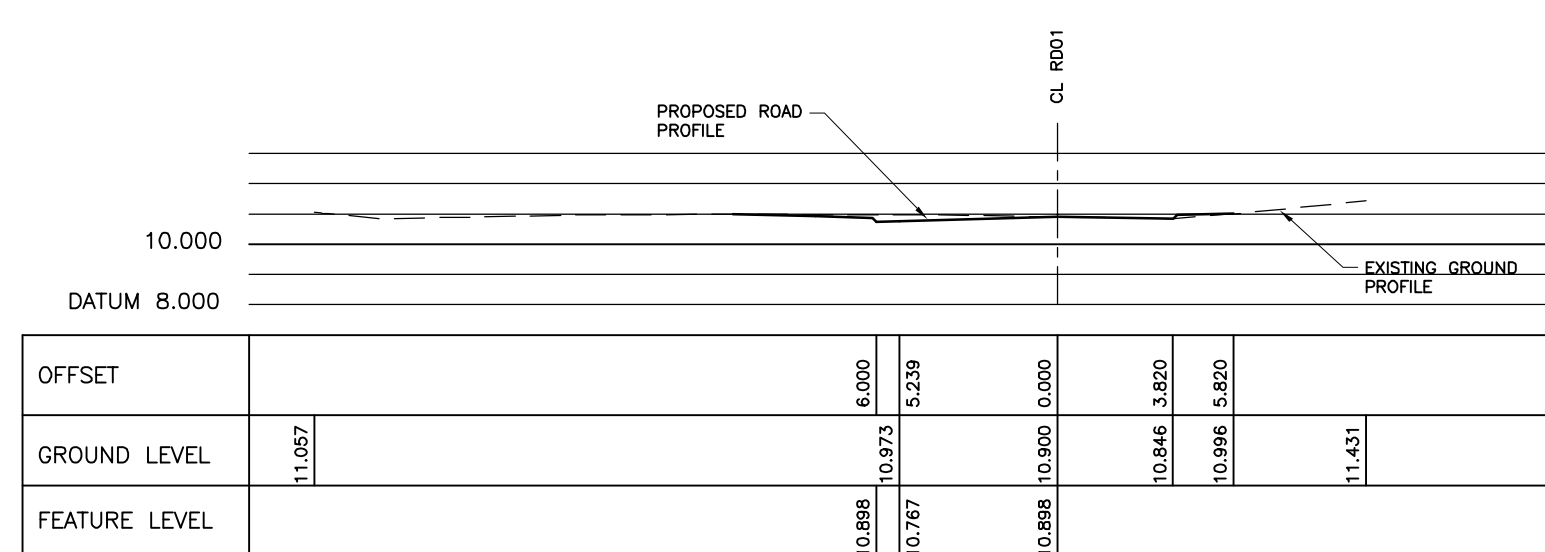 CL RD01
PROPOSED ROAD
PROFILE
10.000
EXISTING GROUND
PROFILE
DATUM 8.000
OFFSET 6.000 5.239 0.000 3.820 5.820
GROUND LEVEL 11.057 10.973 10.900 10.846 10.996 11.431
FEATURE LEVEL 10.898 10.767 10.898